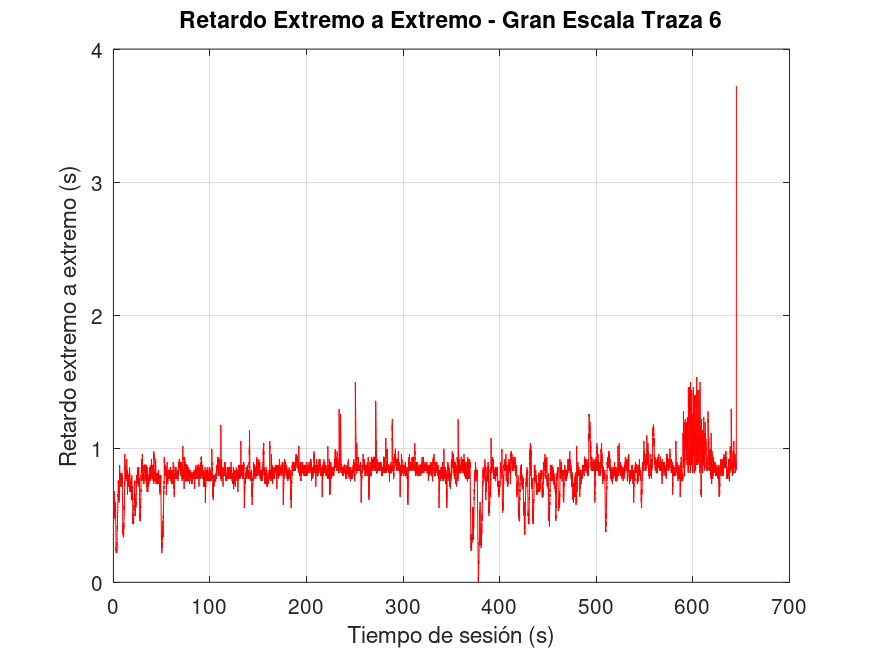 Retardo Extremo a Extremo - Gran Escala Traza 6
Retardo extremo a extremo (s)
4
3
2
1
0
0 100 200 300 400 500 600 700
Tiempo de sesión (s)